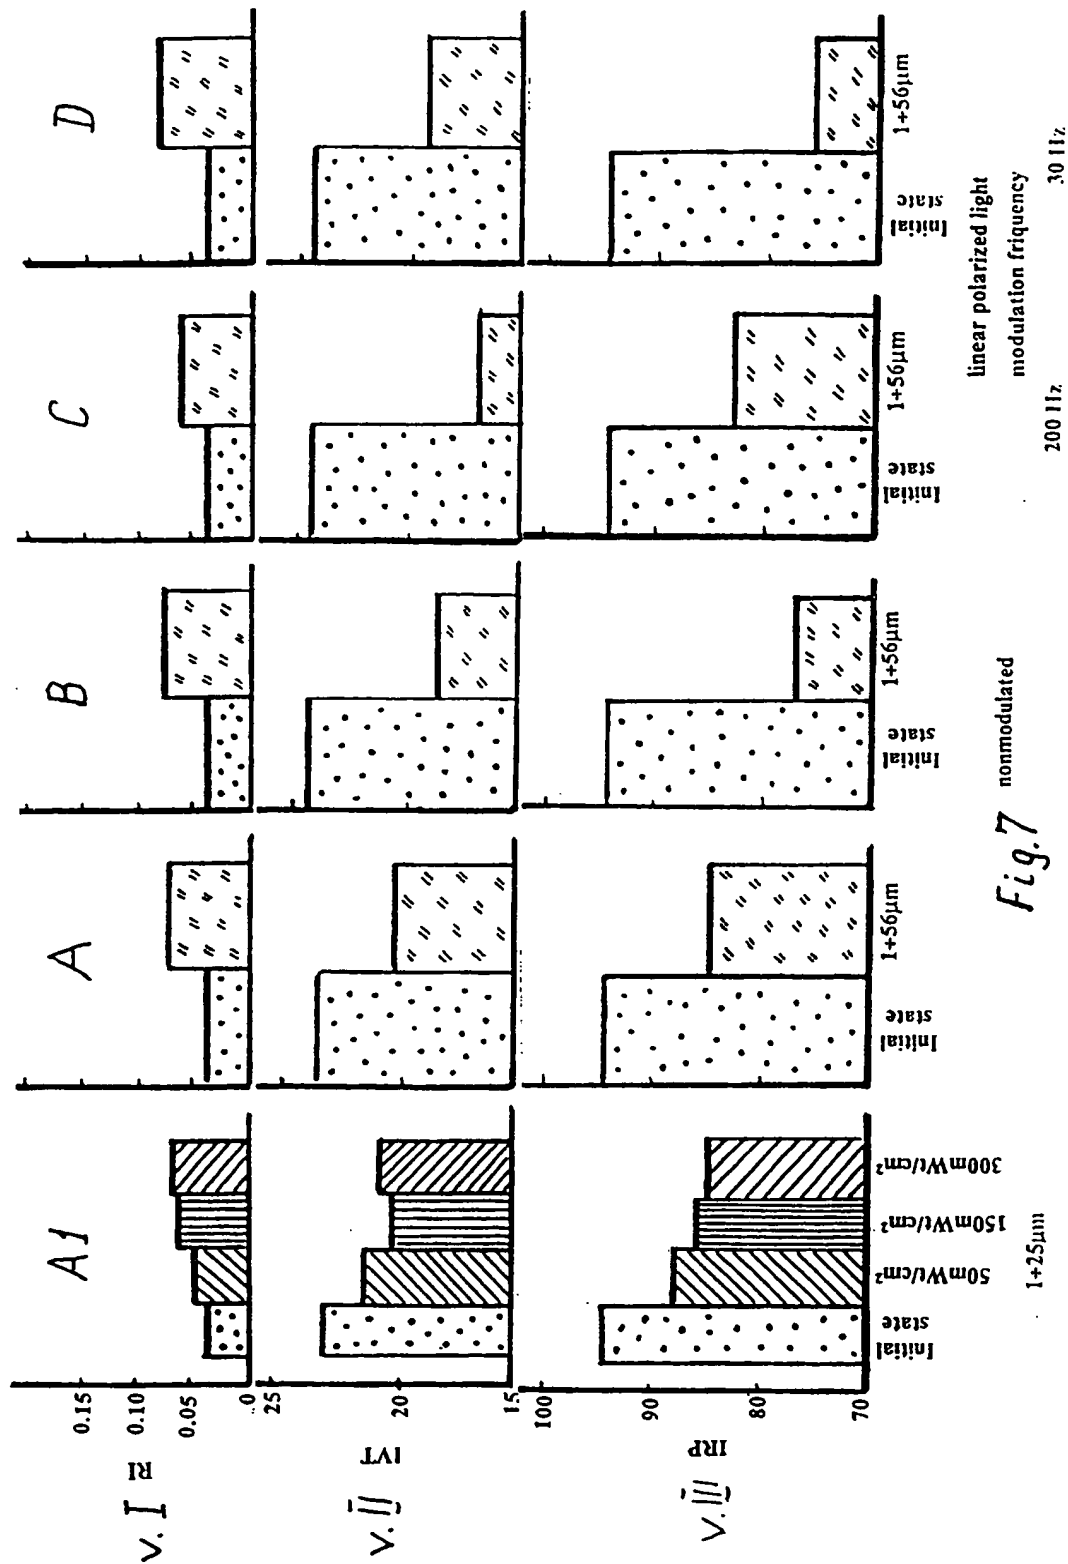 A1
A
B
C
D
v. I
RI
0.15
0.10
0.05
0
v. II
IVT
25
20
15
v. III
IRP
100
90
80
70
Initial state
50mWt/cm²
150mWt/cm²
300mWt/cm²
1+25μm
Initial state
1+56μm
Initial state
1+56μm
Initial state
1+56μm
Initial state
1+56μm
linear polarized light
modulation friquency
nonmodulated
200 Hz
30 Hz
Fig.7